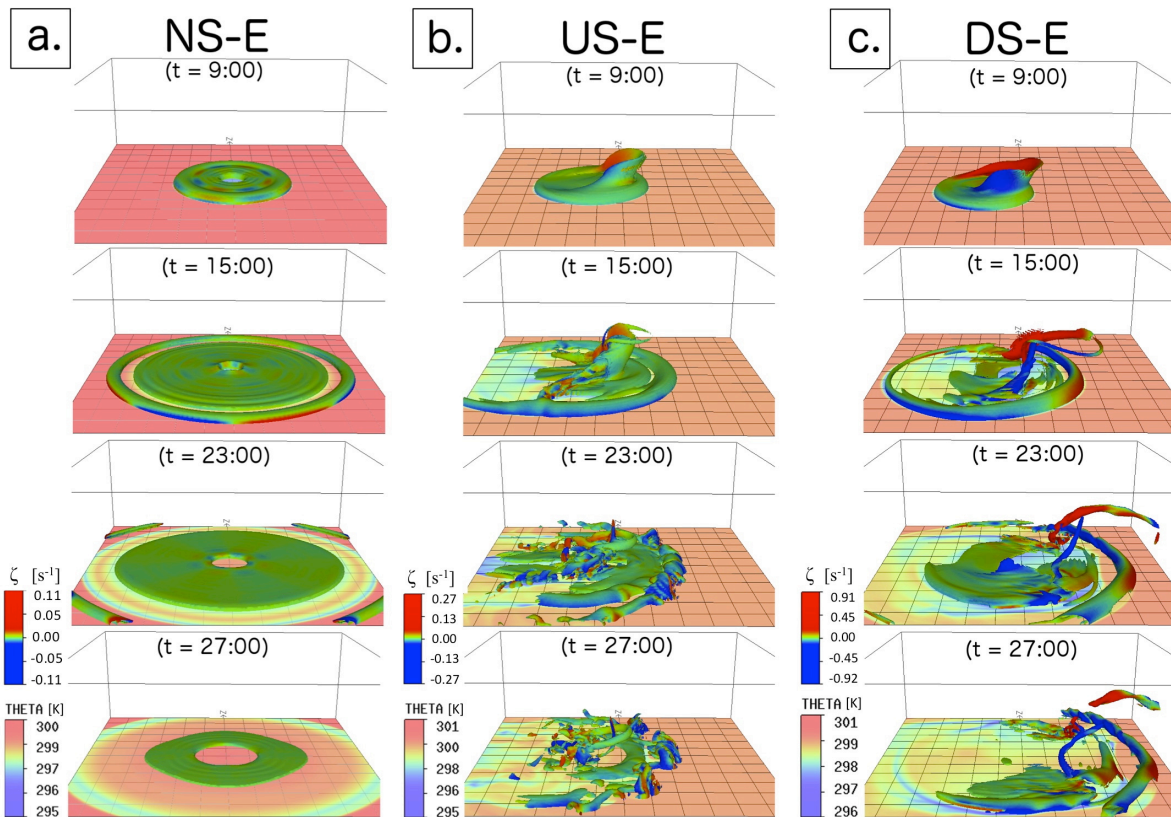 a. NS-E
(t = 9:00)
(t = 15:00)
(t = 23:00)
(t = 27:00)
ζ [s⁻¹]
0.11
0.05
0.00
-0.05
-0.11
THETA [K]
300
299
298
297
296
295
b. US-E
(t = 9:00)
(t = 15:00)
(t = 23:00)
(t = 27:00)
ζ [s⁻¹]
0.27
0.13
0.00
-0.13
-0.27
THETA [K]
301
300
299
298
297
296
295
c. DS-E
(t = 9:00)
(t = 15:00)
(t = 23:00)
(t = 27:00)
ζ [s⁻¹]
0.91
0.45
0.00
-0.45
-0.92
THETA [K]
301
299
298
297
296